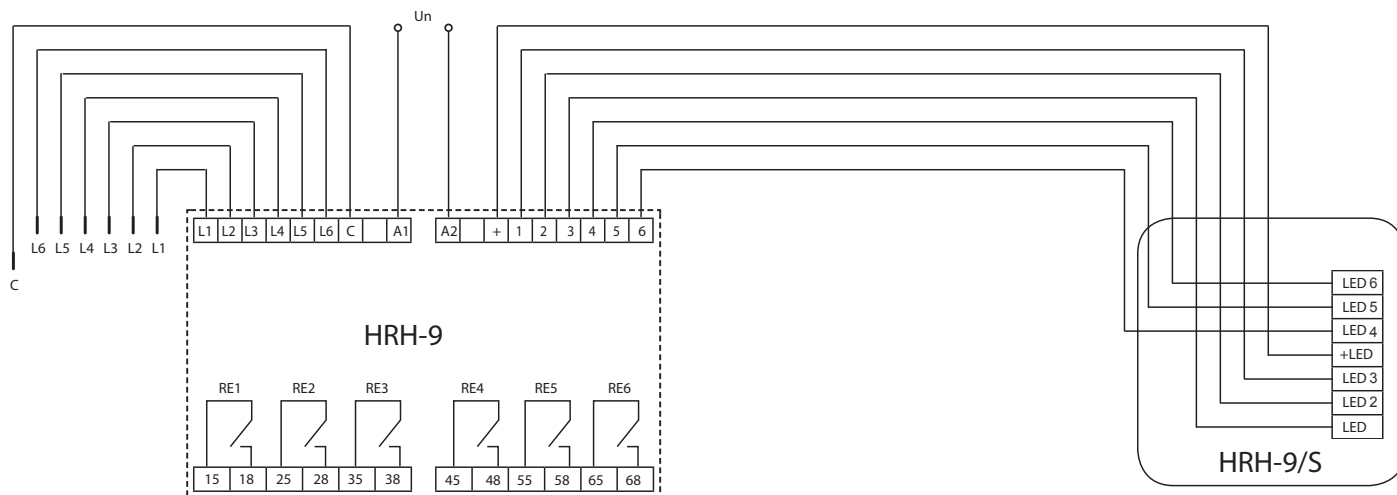 Un
L1 L2 L3 L4 L5 L6 C A1 A2 + 1 2 3 4 5 6
L6 L5 L4 L3 L2 L1
C
LED 6
LED 5
LED 4
+LED
LED 3
LED 2
LED
HRH-9
RE1 RE2 RE3 RE4 RE5 RE6
HRH-9/S
15 18 25 28 35 38 45 48 55 58 65 68